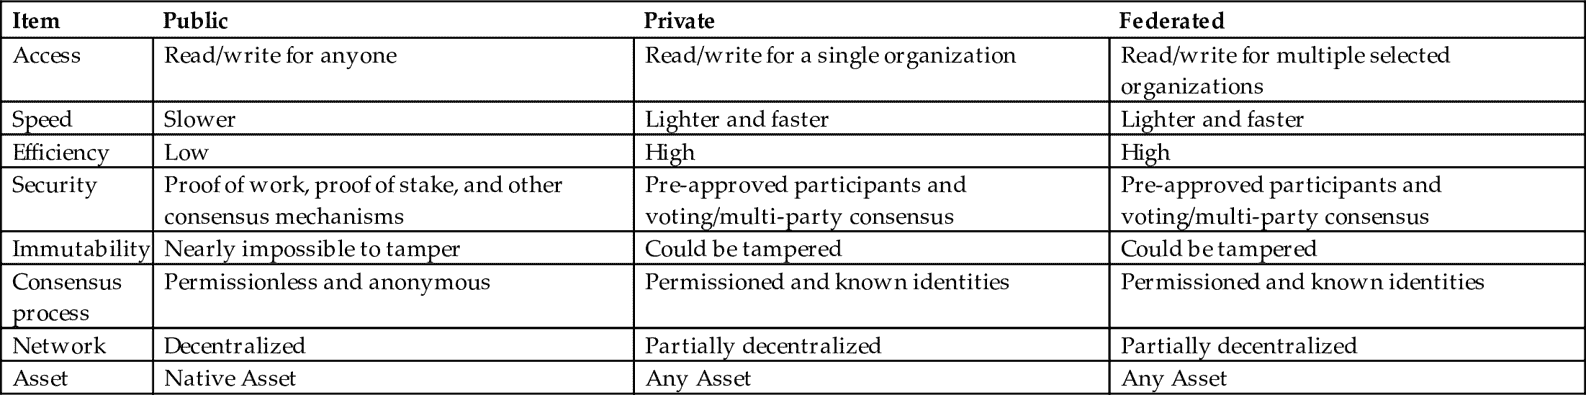 Item Public Private Federated
Access Read/write for anyone Read/write for a single organization Read/write for multiple selected
organizations
Speed Slower Lighter and faster Lighter and faster
Efficiency Low High High
Security Proof of work, proof of stake, and other Pre-approved participants and Pre-approved participants and
consensus mechanisms voting/multi-party consensus voting/multi-party consensus
Immutability Nearly impossible to tamper Could be tampered Could be tampered
Consensus Permissionless and anonymous Permissioned and known identities Permissioned and known identities
process
Network Decentralized Partially decentralized Partially decentralized
Asset Native Asset Any Asset Any Asset